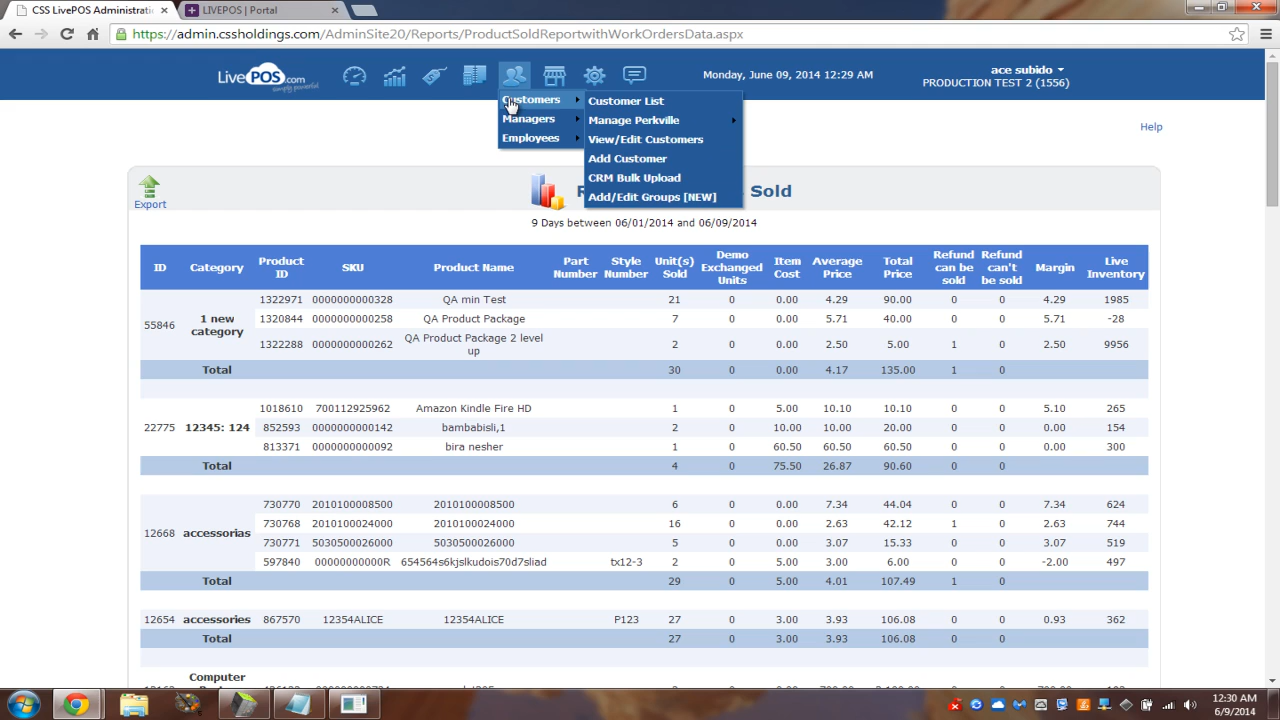 CSS LivePOS Administrati
LIVEPOS | Portal
https://admin.cssholdings.com/AdminSite20/Reports/ProductSoldReportwithWorkOrdersData.aspx
LivePOS.com
simply powerful
Monday, June 09, 2014 12:29 AM
ace subido
PRODUCTION TEST 2 (1556)
Customers
Managers
Employees
Customer List
Manage Perkville
View/Edit Customers
Add Customer
CRM Bulk Upload
Add/Edit Groups [NEW]
Help
Export
Sold
9 Days between 06/01/2014 and 06/09/2014
ID Category Product ID SKU Product Name Part Number Style Number Unit(s) Sold Demo Exchanged Units Item Cost Average Price Total Price Refund can be sold Refund can't be sold Margin Live Inventory
55846 1 new category
1322971 0000000000328 QA min Test 21 0 0.00 4.29 90.00 0 0 4.29 1985
1320844 0000000000258 QA Product Package 7 0 0.00 5.71 40.00 0 0 5.71 -28
1322288 0000000000262 QA Product Package 2 level up 2 0 0.00 2.50 5.00 1 0 2.50 9956
Total 30 0 0.00 4.17 135.00 1 0
22775 12345: 124
1018610 700112925962 Amazon Kindle Fire HD 1 0 5.00 10.10 10.10 0 0 5.10 265
852593 0000000000142 bambabisli,1 2 0 10.00 10.00 20.00 0 0 0.00 154
813371 0000000000092 bira nesher 1 0 60.50 60.50 60.50 0 0 0.00 300
Total 4 0 75.50 26.87 90.60 0 0
12668 accessorias
730770 2010100008500 2010100008500 6 0 0.00 7.34 44.04 0 0 7.34 624
730768 2010100024000 2010100024000 16 0 0.00 2.63 42.12 1 0 2.63 744
730771 5030500026000 5030500026000 5 0 0.00 3.07 15.33 0 0 3.07 519
597840 00000000000R 654564s6kjslkudois70d7sliad tx12-3 2 0 5.00 3.00 6.00 0 0 -2.00 497
Total 29 0 5.00 4.01 107.49 1 0
12654 accessories 867570 12354ALICE 12354ALICE P123 27 0 3.00 3.93 106.08 0 0 0.93 362
Total 27 0 3.00 3.93 106.08 0 0
Computer
12:30 AM
6/9/2014